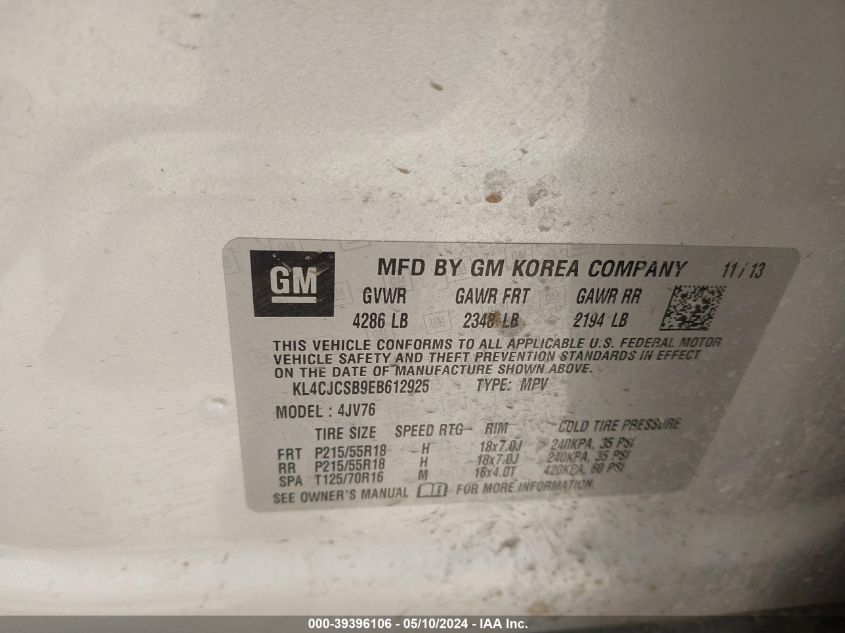 GM
MFD BY GM KOREA COMPANY 11/13
GVWR GAWR FRT GAWR RR
4286 LB 2348 LB 2194 LB
THIS VEHICLE CONFORMS TO ALL APPLICABLE U.S. FEDERAL MOTOR
VEHICLE SAFETY AND THEFT PREVENTION STANDARDS IN EFFECT
ON THE DATE OF MANUFACTURE SHOWN ABOVE.
KL4CJCSB9EB612925 TYPE: MPV
MODEL : 4JV76
TIRE SIZE SPEED RTG RIM COLD TIRE PRESSURE
FRT P215/55R18 H 18x7.0J 240KPA, 35 PSI
RR P215/55R18 H 18x7.0J 240KPA, 35 PSI
SPA T125/70R16 M 16x4.0T 420KPA, 60 PSI
SEE OWNER'S MANUAL FOR MORE INFORMATION.
000-39396106 - 05/10/2024 - IAA Inc.